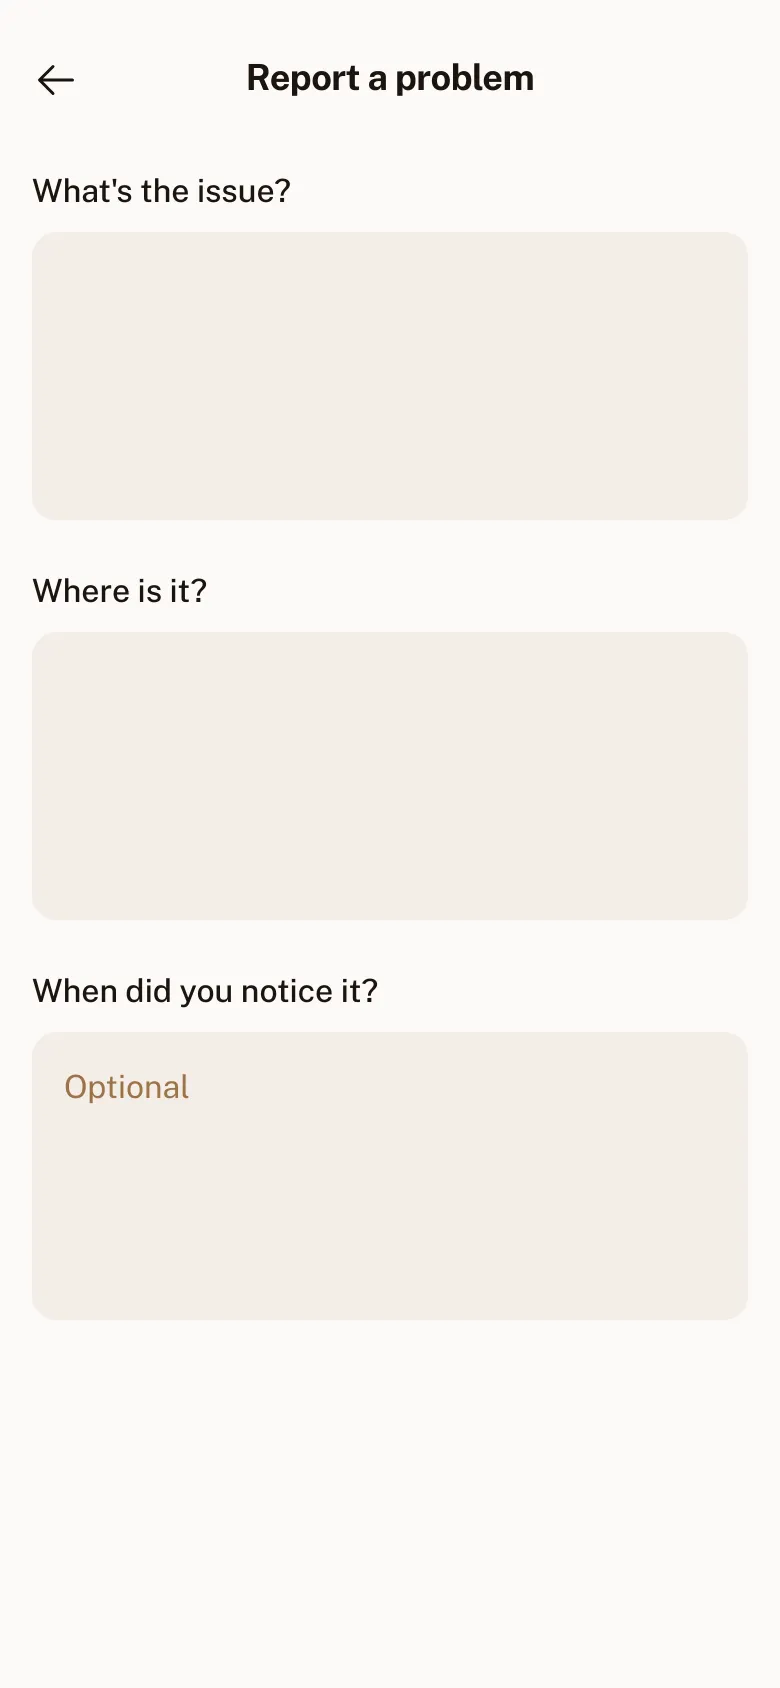 Report a problem
What's the issue?
Where is it?
When did you notice it?
Optional